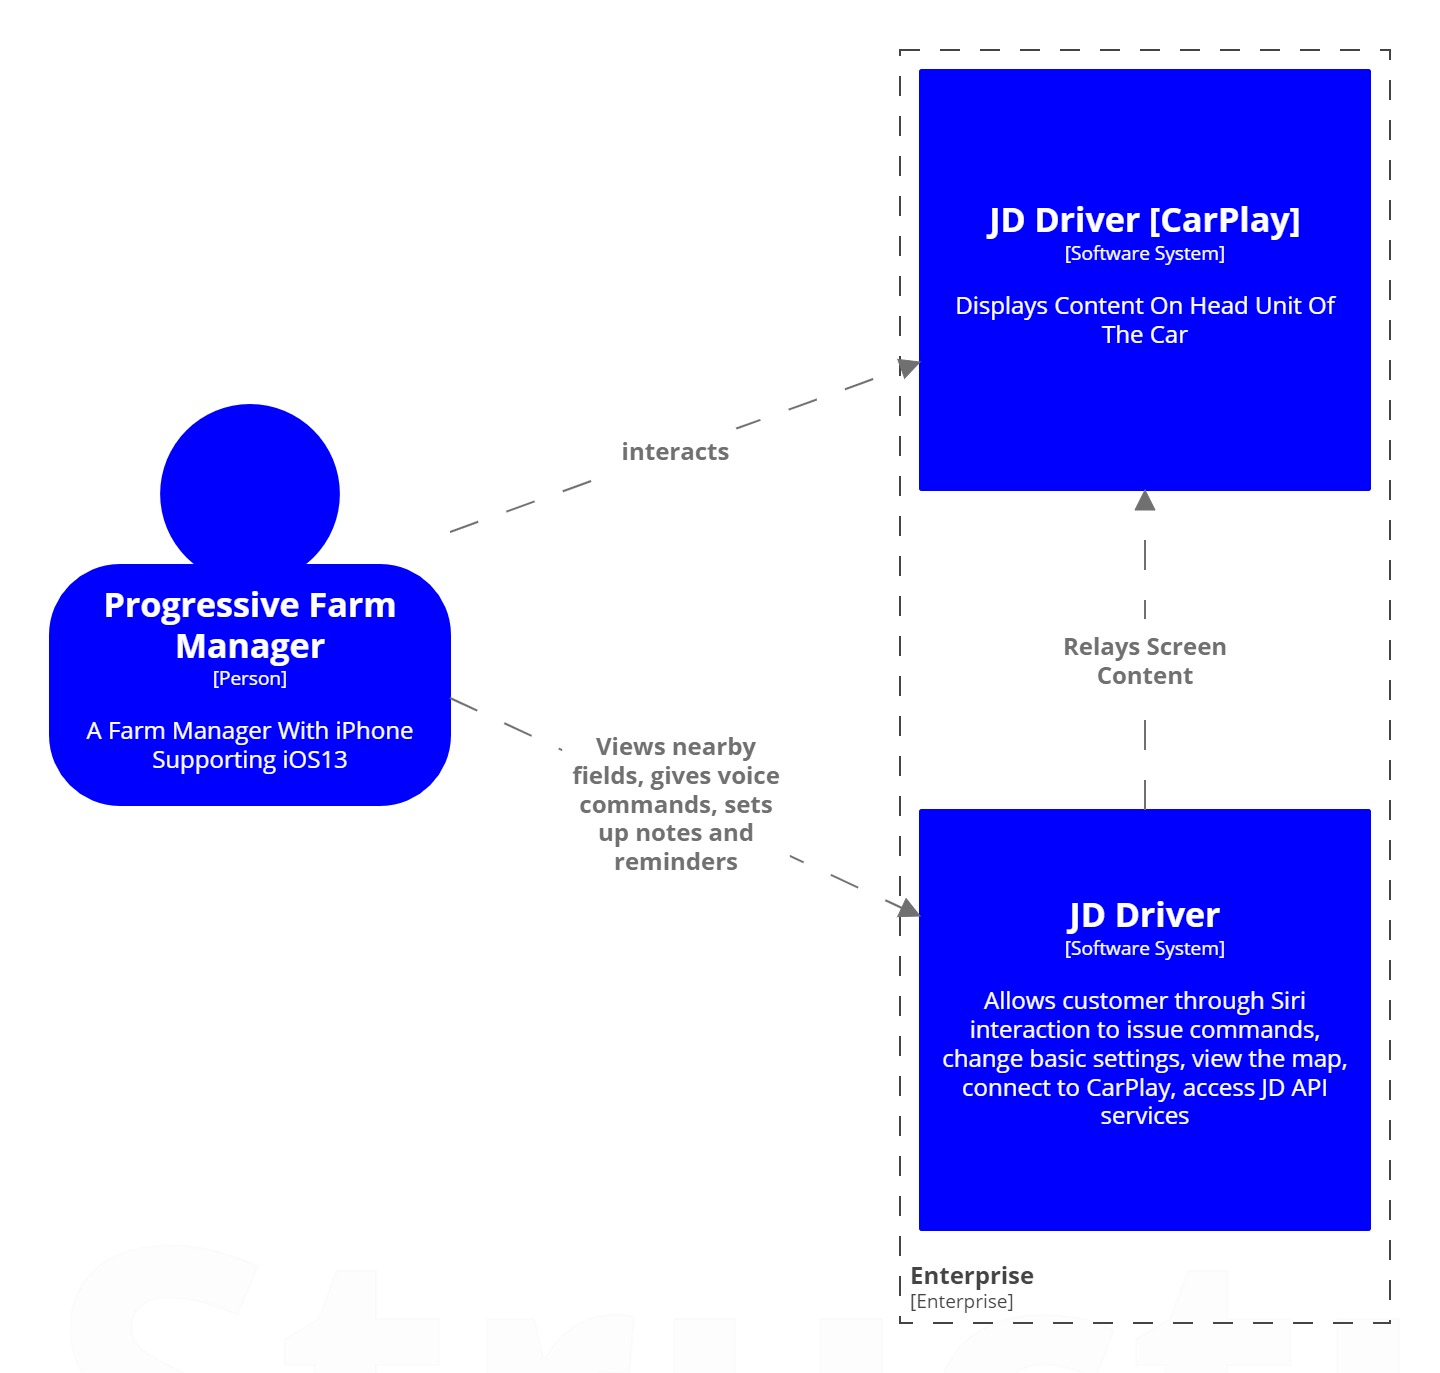 JD Driver [CarPlay]
[Software System]
Displays Content On Head Unit Of
The Car
interacts
Progressive Farm
Manager
[Person]
A Farm Manager With iPhone
Supporting iOS13
Relays Screen
Content
Views nearby
fields, gives voice
commands, sets
up notes and
reminders
JD Driver
[Software System]
Allows customer through Siri
interaction to issue commands,
change basic settings, view the map,
connect to CarPlay, access JD API
services
Enterprise
[Enterprise]